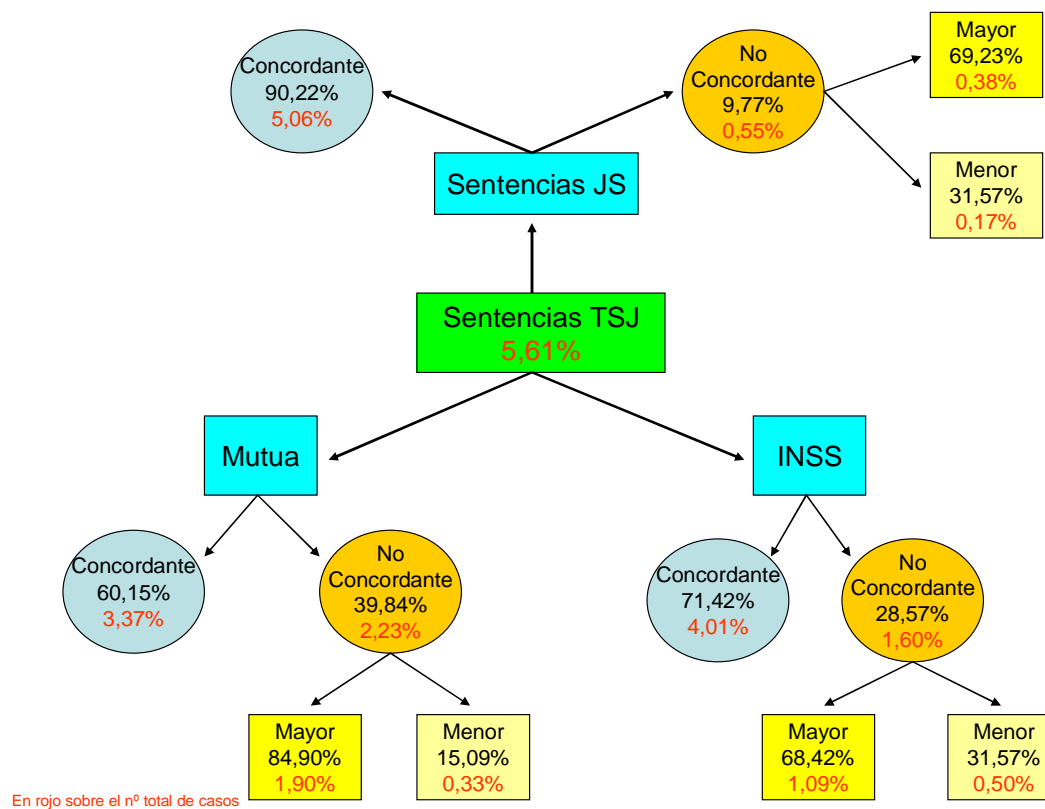 Concordante
90,22%
5,06%
No
Concordante
9,77%
0,55%
Mayor
69,23%
0,38%
Menor
31,57%
0,17%
Sentencias JS
Sentencias TSJ
5,61%
Mutua
INSS
Concordante
60,15%
3,37%
No
Concordante
39,84%
2,23%
Concordante
71,42%
4,01%
No
Concordante
28,57%
1,60%
Mayor
84,90%
1,90%
Menor
15,09%
0,33%
Mayor
68,42%
1,09%
Menor
31,57%
0,50%
En rojo sobre el nº total de casos